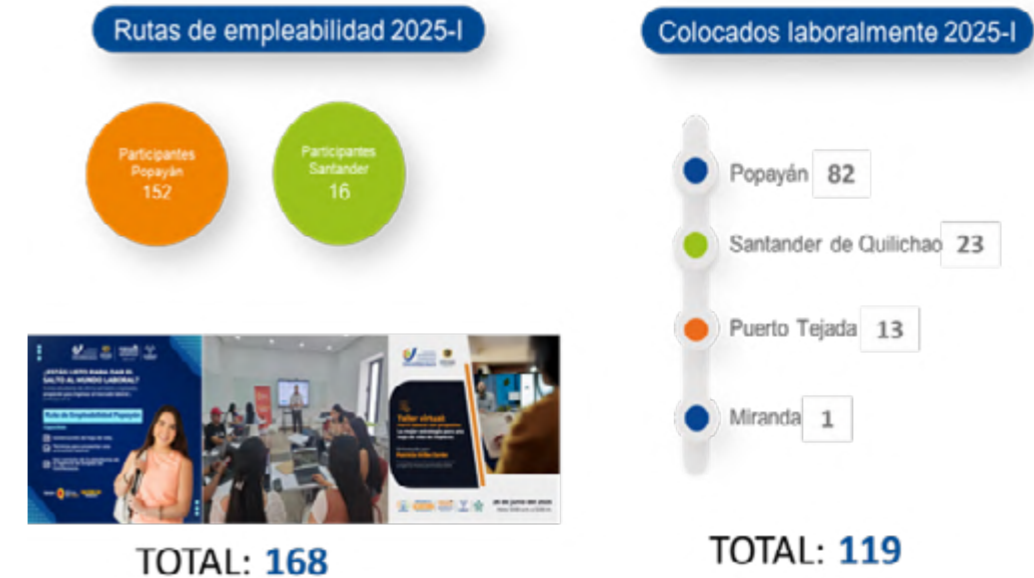 Rutas de empleabilidad 2025-I
Participantes
Popayán
152
Participantes
Santander
16
¿ESTÁS LISTO PARA DAR EL
SALTO AL MUNDO LABORAL?
Ruta de Empleabilidad Popayán
Taller virtual:
TOTAL: 168
Colocados laboralmente 2025-I
Popayán 82
Santander de Quilichao 23
Puerto Tejada 13
Miranda 1
TOTAL: 119